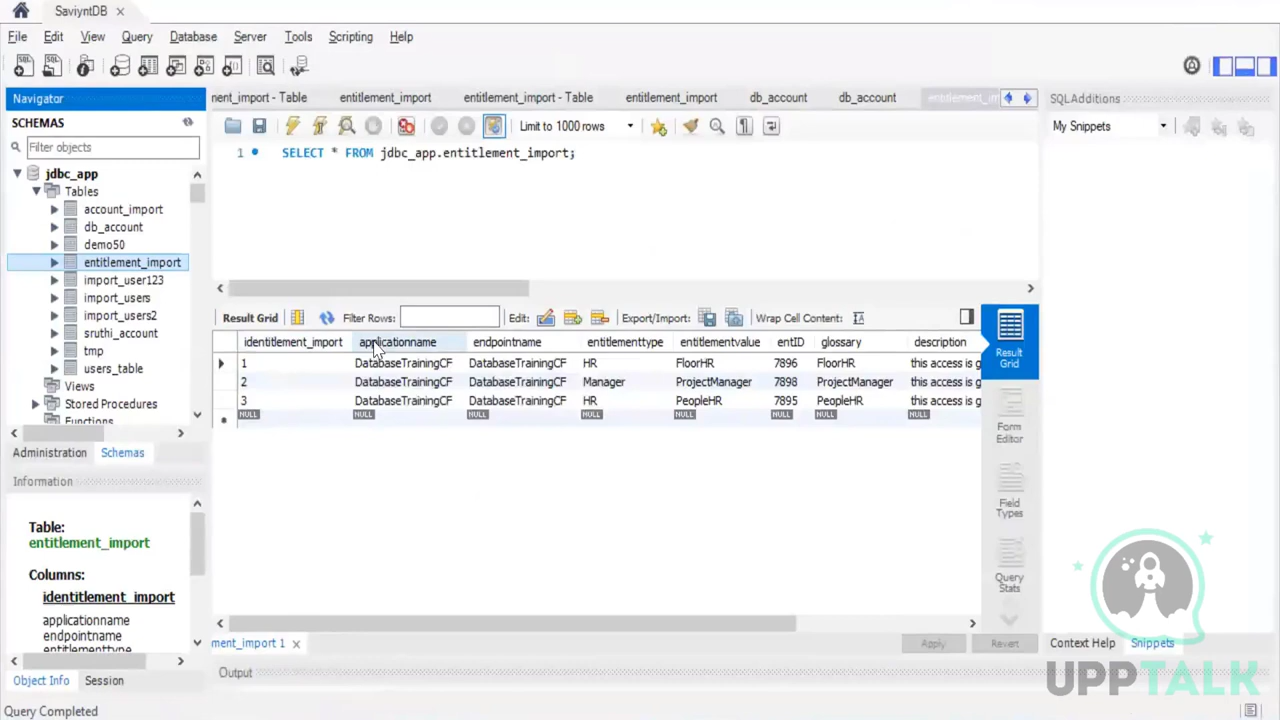 SaviyntDB
File Edit View Query Database Server Tools Scripting Help
Navigator
SCHEMAS
Filter objects
jdbc_app
Tables
account_import
db_account
demo50
entitlement_import
import_user123
import_users
import_users2
sruthi_account
tmp
users_table
Views
Stored Procedures
Functions
Administration Schemas
Information
Table:
entitlement_import
Columns:
identitlement_import
applicationname
endpointname
entitlementtype
Object Info Session
Query Completed
ment_import - Table entitlement_import entitlement_import - Table entitlement_import db_account db_account
Limit to 1000 rows
1 SELECT * FROM jdbc_app.entitlement_import;
Result Grid Filter Rows: Edit: Export/Import: Wrap Cell Content:
identitlement_import applicationname endpointname entitlementtype entitlementvalue entID glossary description
1 DatabaseTrainingCF DatabaseTrainingCF HR FloorHR 7896 FloorHR this access is g
2 DatabaseTrainingCF DatabaseTrainingCF Manager ProjectManager 7898 ProjectManager this access is g
3 DatabaseTrainingCF DatabaseTrainingCF HR PeopleHR 7895 PeopleHR this access is g
NULL NULL NULL NULL NULL NULL NULL NULL
Result
Grid
Form
Editor
Field
Types
Query
Stats
ment_import 1 Apply Revert
Output
SQLAdditions
My Snippets
Context Help Snippets
UPPTALK